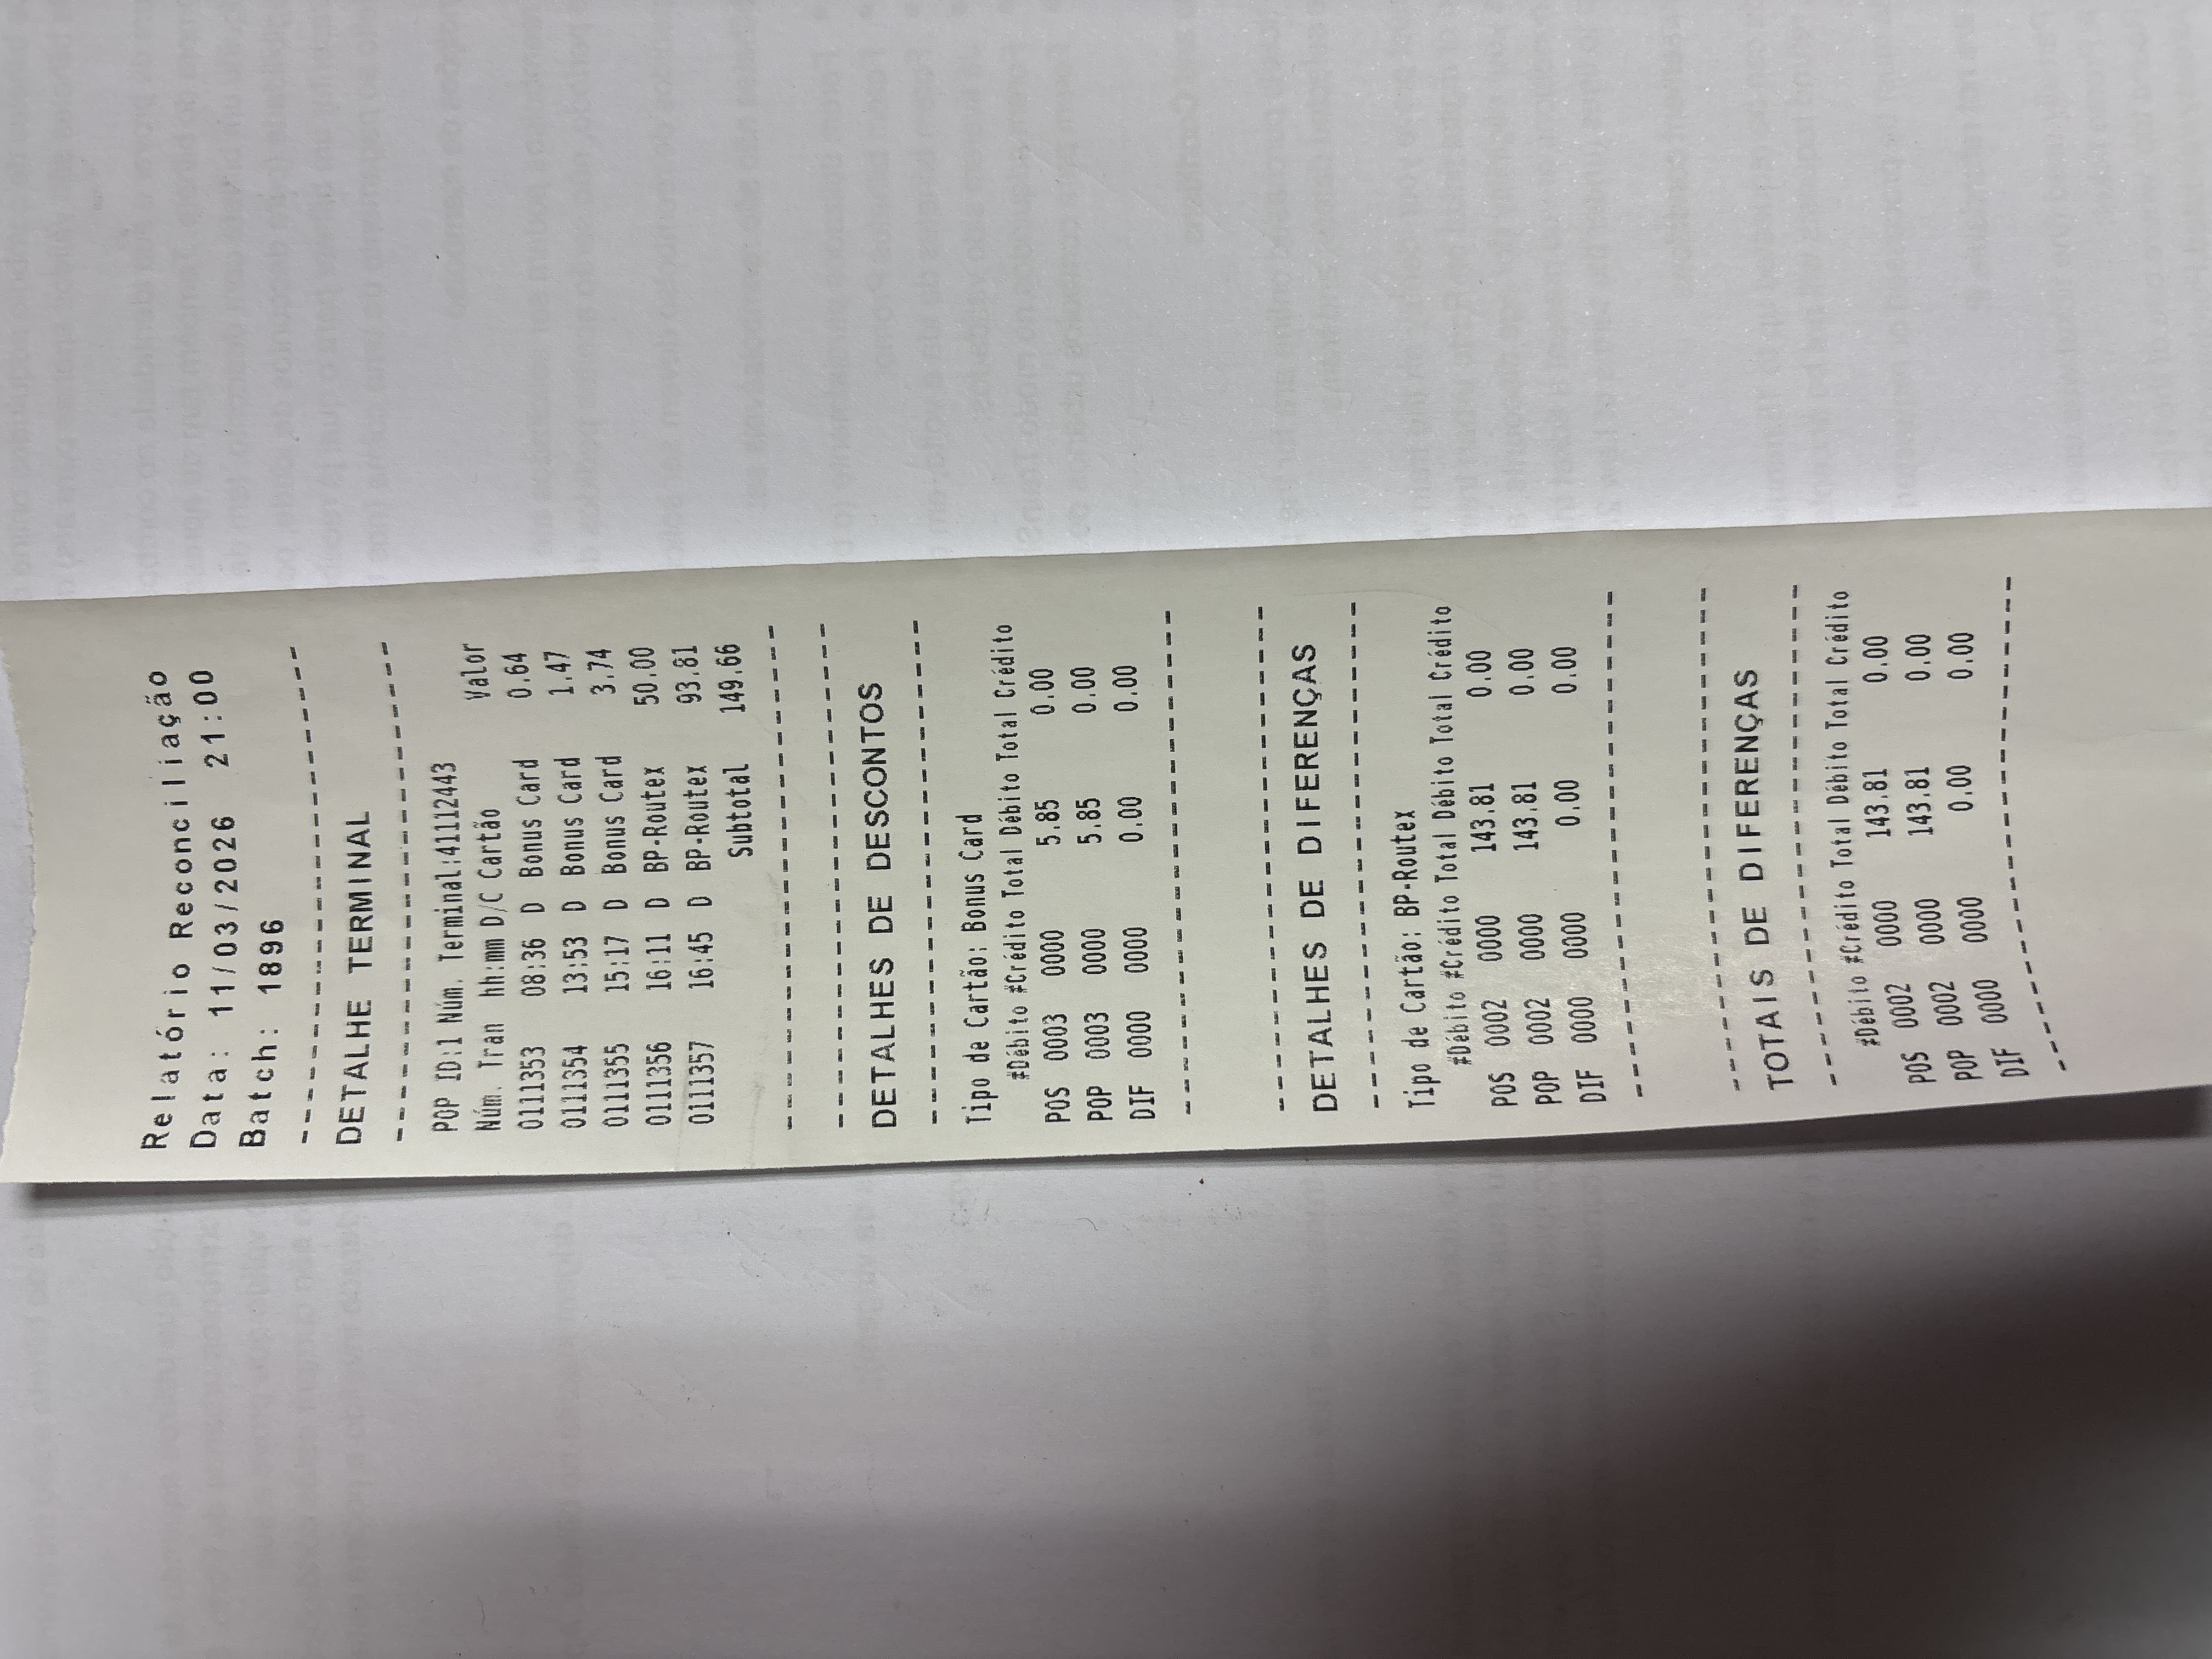 Relatório Reconciliação
Data: 11/03/2026 21:00
Batch: 1896
------------------------
DETALHE TERMINAL
------------------------
POP ID:1 Núm. Terminal:41112443
Núm. Tran hh:mm D/C Cartão Valor
0111353 08:36 D Bonus Card 0.64
0111354 13:53 D Bonus Card 1.47
0111355 15:17 D Bonus Card 3.74
0111356 16:11 D BP-Routex 50.00
0111357 16:45 D BP-Routex 93.81
Subtotal 149.66
------------------------
------------------------
DETALHES DE DESCONTOS
------------------------
Tipo de Cartão: Bonus Card
#Débito #Crédito Total Débito Total Crédito
POS 0003 0000 5.85 0.00
POP 0003 0000 5.85 0.00
DIF 0000 0000 0.00 0.00
------------------------
------------------------
DETALHES DE DIFERENÇAS
------------------------
Tipo de Cartão: BP-Routex
#Débito #Crédito Total Débito Total Crédito
POS 0002 0000 143.81 0.00
POP 0002 0000 143.81 0.00
DIF 0000 0000 0.00 0.00
------------------------
------------------------
TOTAIS DE DIFERENÇAS
------------------------
#Débito #Crédito Total Débito Total Crédito
POS 0002 0000 143.81 0.00
POP 0002 0000 143.81 0.00
DIF 0000 0000 0.00 0.00
------------------------